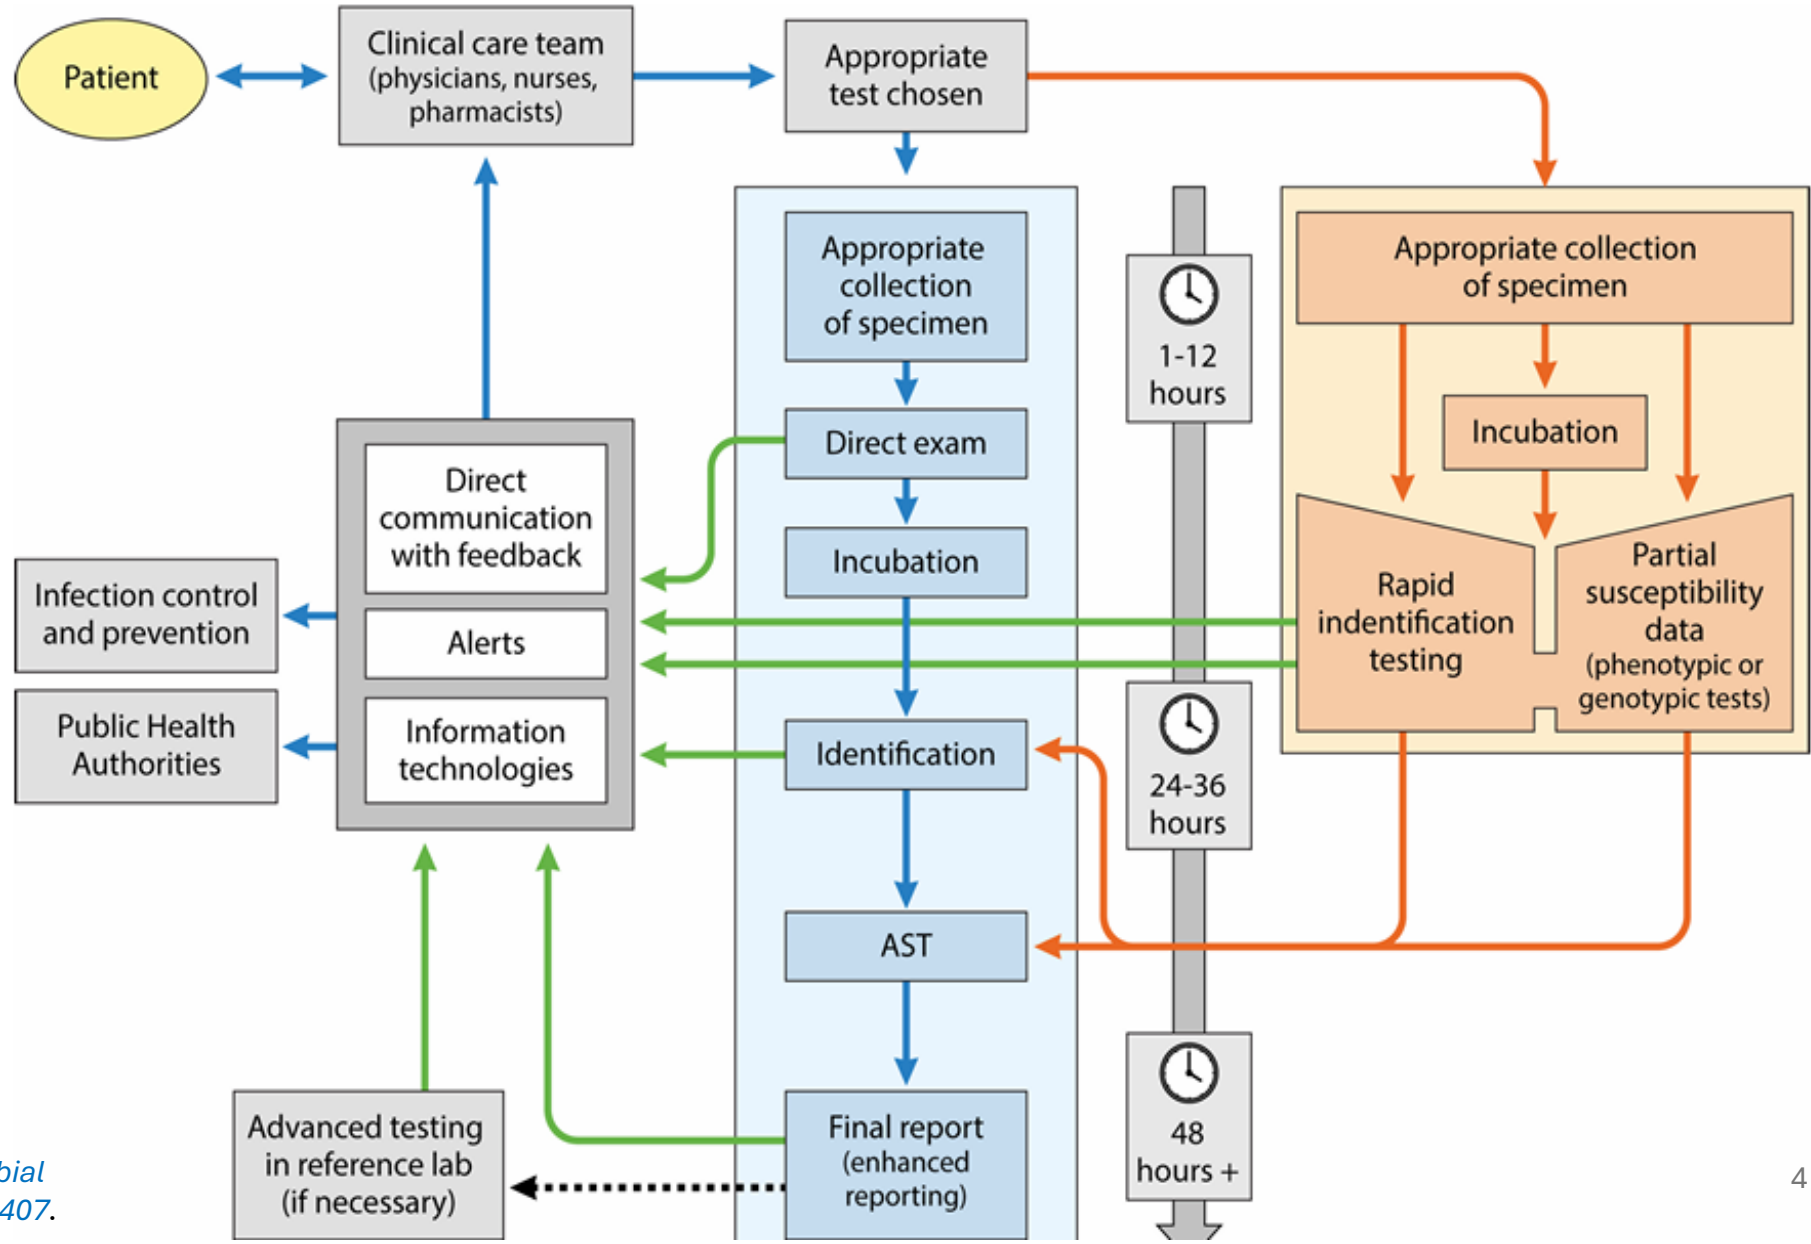 Patient
Clinical care team
(physicians, nurses,
pharmacists)
Appropriate
test chosen
Appropriate
collection
of specimen
Direct exam
Incubation
Identification
AST
Final report
(enhanced
reporting)
1-12
hours
24-36
hours
48
hours +
Appropriate collection
of specimen
Incubation
Rapid
indentification
testing
Partial
susceptibility
data
(phenotypic or
genotypic tests)
Direct
communication
with feedback
Alerts
Information
technologies
Infection control
and prevention
Public Health
Authorities
Advanced testing
in reference lab
(if necessary)
bial
407.
4